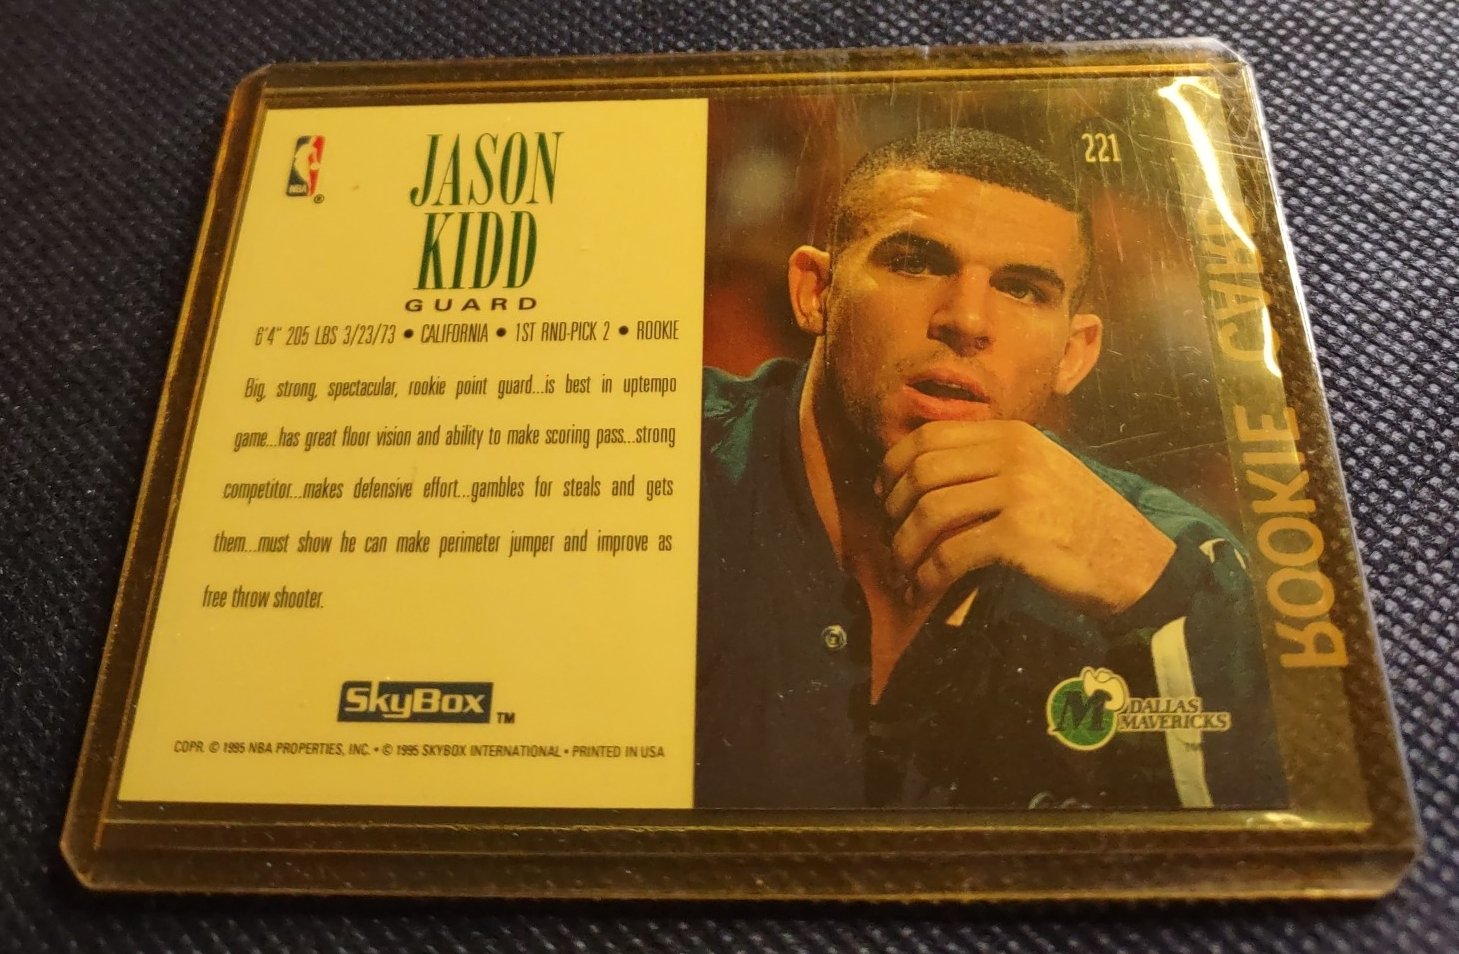 NBA
®
JASON
KIDD
GUARD
6'4" 205 LBS 3/23/73 • CALIFORNIA • 1ST RND-PICK 2 • ROOKIE
Big, strong, spectacular, rookie point guard...is best in uptempo
game...has great floor vision and ability to make scoring pass...strong
competitor...makes defensive effort...gambles for steals and gets
them...must show he can make perimeter jumper and improve as
free throw shooter.
SkyBox TM
COPR. © 1995 NBA PROPERTIES, INC. • © 1995 SKYBOX INTERNATIONAL • PRINTED IN USA
221
M DALLAS
MAVERICKS
TM
ROOKIE CARD